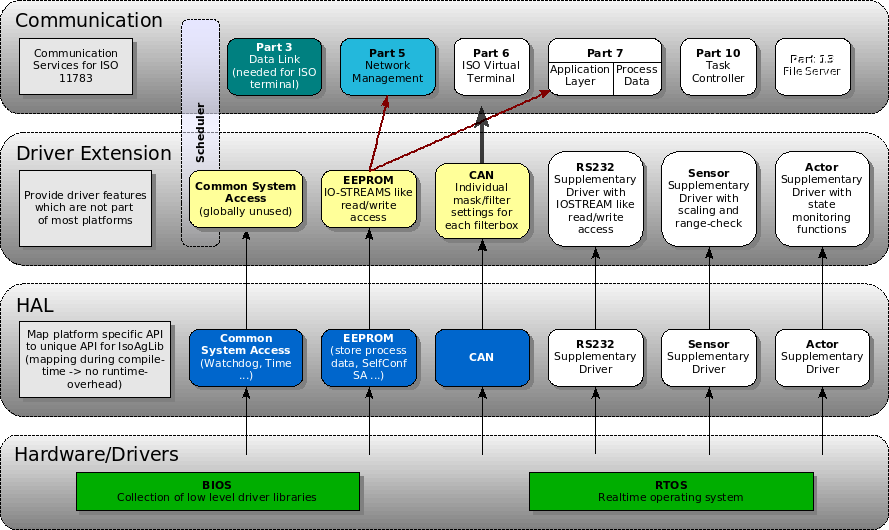 Communication
Communication
Services for ISO
11783
Scheduler
Part 3
Data Link
(needed for ISO
terminal)
Part 5
Network
Management
Part 6
ISO Virtual
Terminal
Part 7
Application
Layer
Process
Data
Part 10
Task
Controller
Part 13
File Server
Driver Extension
Provide driver features
which are not part
of most platforms
Common System
Access
(globally unused)
EEPROM
IO-STREAMS like
read/write
access
CAN
Individual
mask/filter
settings for
each filterbox
RS232
Supplementary
Driver with
IOSTREAM like
read/write
access
Sensor
Supplementary
Driver with
scaling and
range-check
Actor
Supplementary
Driver with
state
monitoring
functions
HAL
Map platform specific API
to unique API for IsoAgLib
(mapping during compile-
time -> no runtime-
overhead)
Common
System Access
(Watchdog, Time
...)
EEPROM
(store process
data, SelfConf
SA ...)
CAN
RS232
Supplementary
Driver
Sensor
Supplementary
Driver
Actor
Supplementary
Driver
Hardware/Drivers
BIOS
Collection of low level driver libraries
RTOS
Realtime operating system